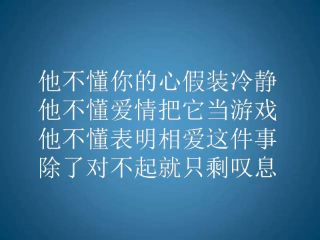 他不懂你的心假装冷静
他不懂爱情把它当游戏
他不懂表明相爱这件事
除了对不起就只剩叹息